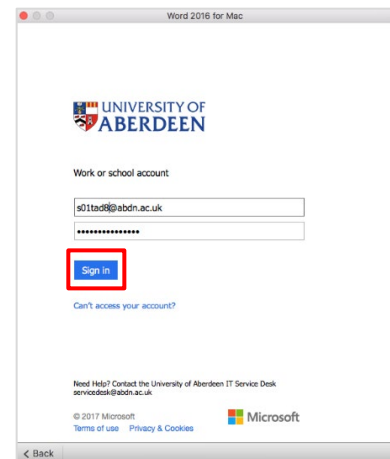 Word 2016 for Mac
UNIVERSITY OF
ABERDEEN
Work or school account
s01tad8@abdn.ac.uk
•••••••••••••••
Sign in
Can't access your account?
Need Help? Contact the University of Aberdeen IT Service Desk
servicedesk@abdn.ac.uk
© 2017 Microsoft
Terms of use Privacy & Cookies
Microsoft
< Back